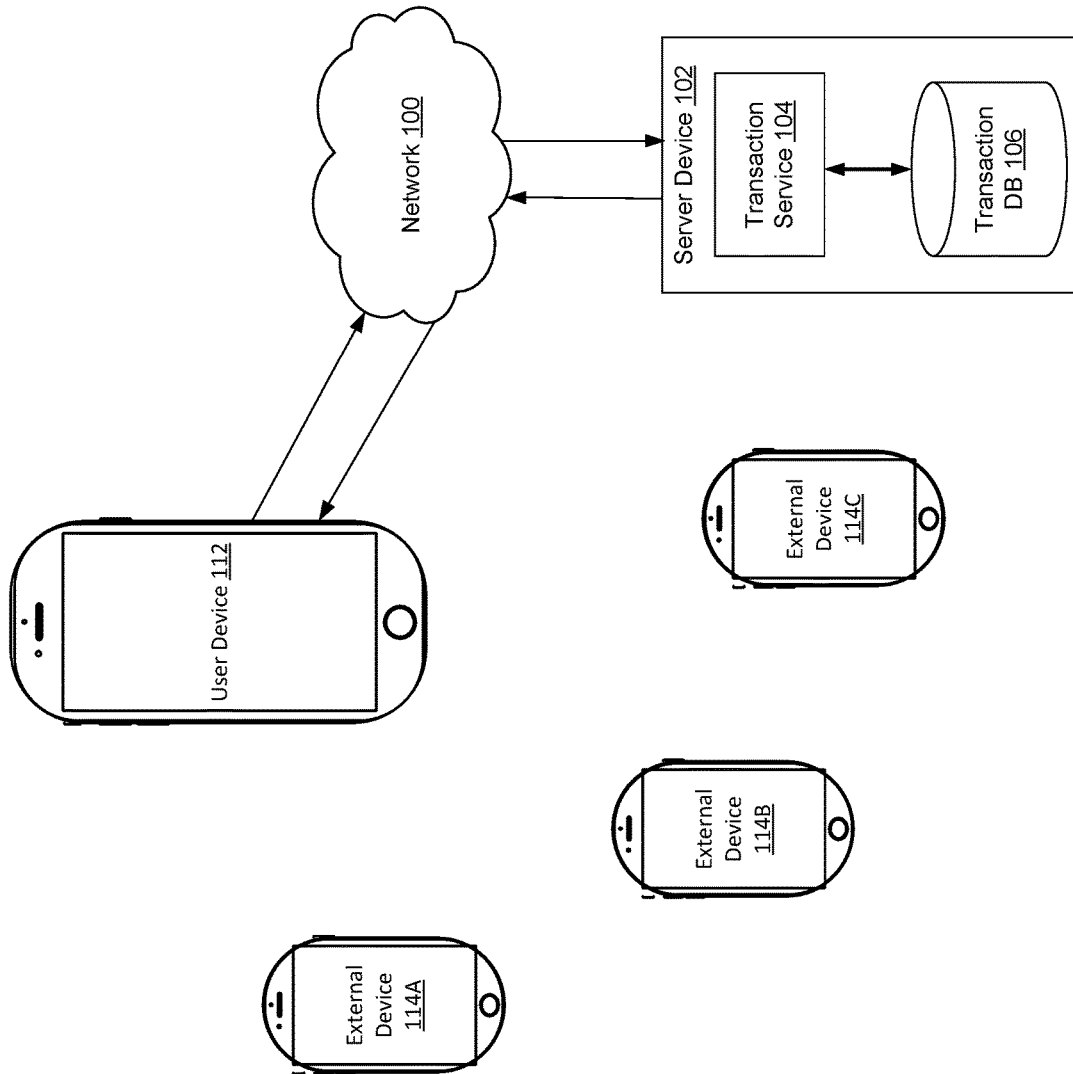 Network 100
Server Device 102
Transaction
Service 104
Transaction
DB 106
User Device 112
External
Device
114C
External
Device
114B
External
Device
114A